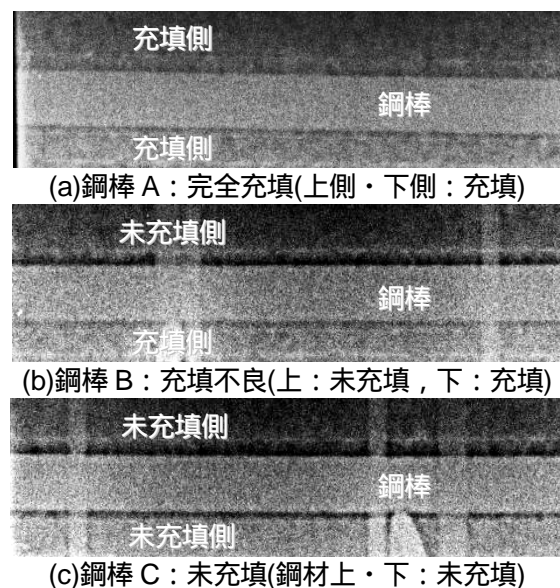 充填側
鋼棒
充填側
(a)鋼棒 A：完全充填(上側・下側：充填)
未充填側
鋼棒
充填側
(b)鋼棒 B：充填不良(上：未充填，下：充填)
未充填側
鋼棒
未充填側
(c)鋼棒 C：未充填(鋼材上・下：未充填)